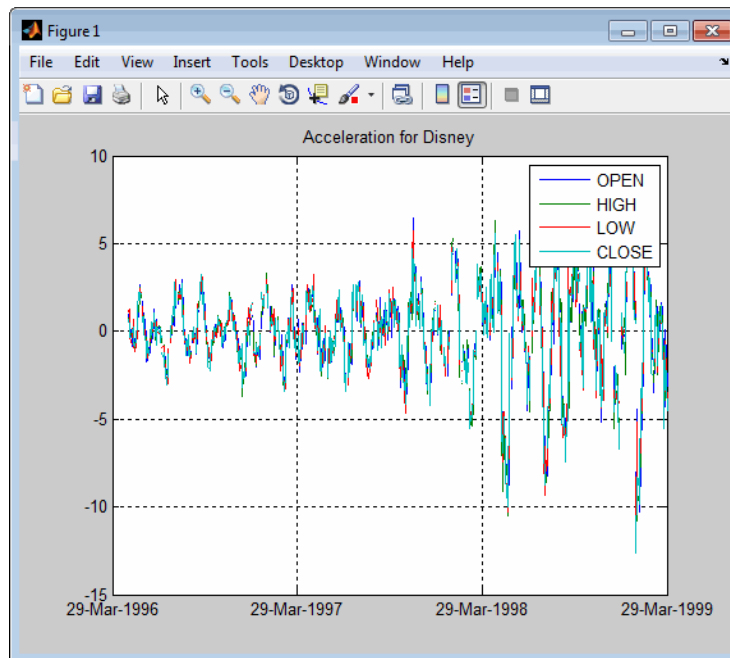 Figure 1
File Edit View Insert Tools Desktop Window Help
Acceleration for Disney
OPEN
HIGH
LOW
CLOSE
10
5
0
-5
-10
-15
29-Mar-1996 29-Mar-1997 29-Mar-1998 29-Mar-1999